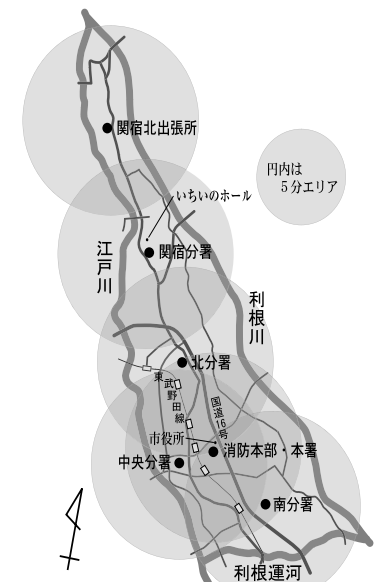 関宿北出張所
円内は
5分エリア
いちいのホール
関宿分署
江戸川
利根川
北分署
東武野田線
国道16号
市役所
消防本部・本署
中央分署
南分署
利根運河